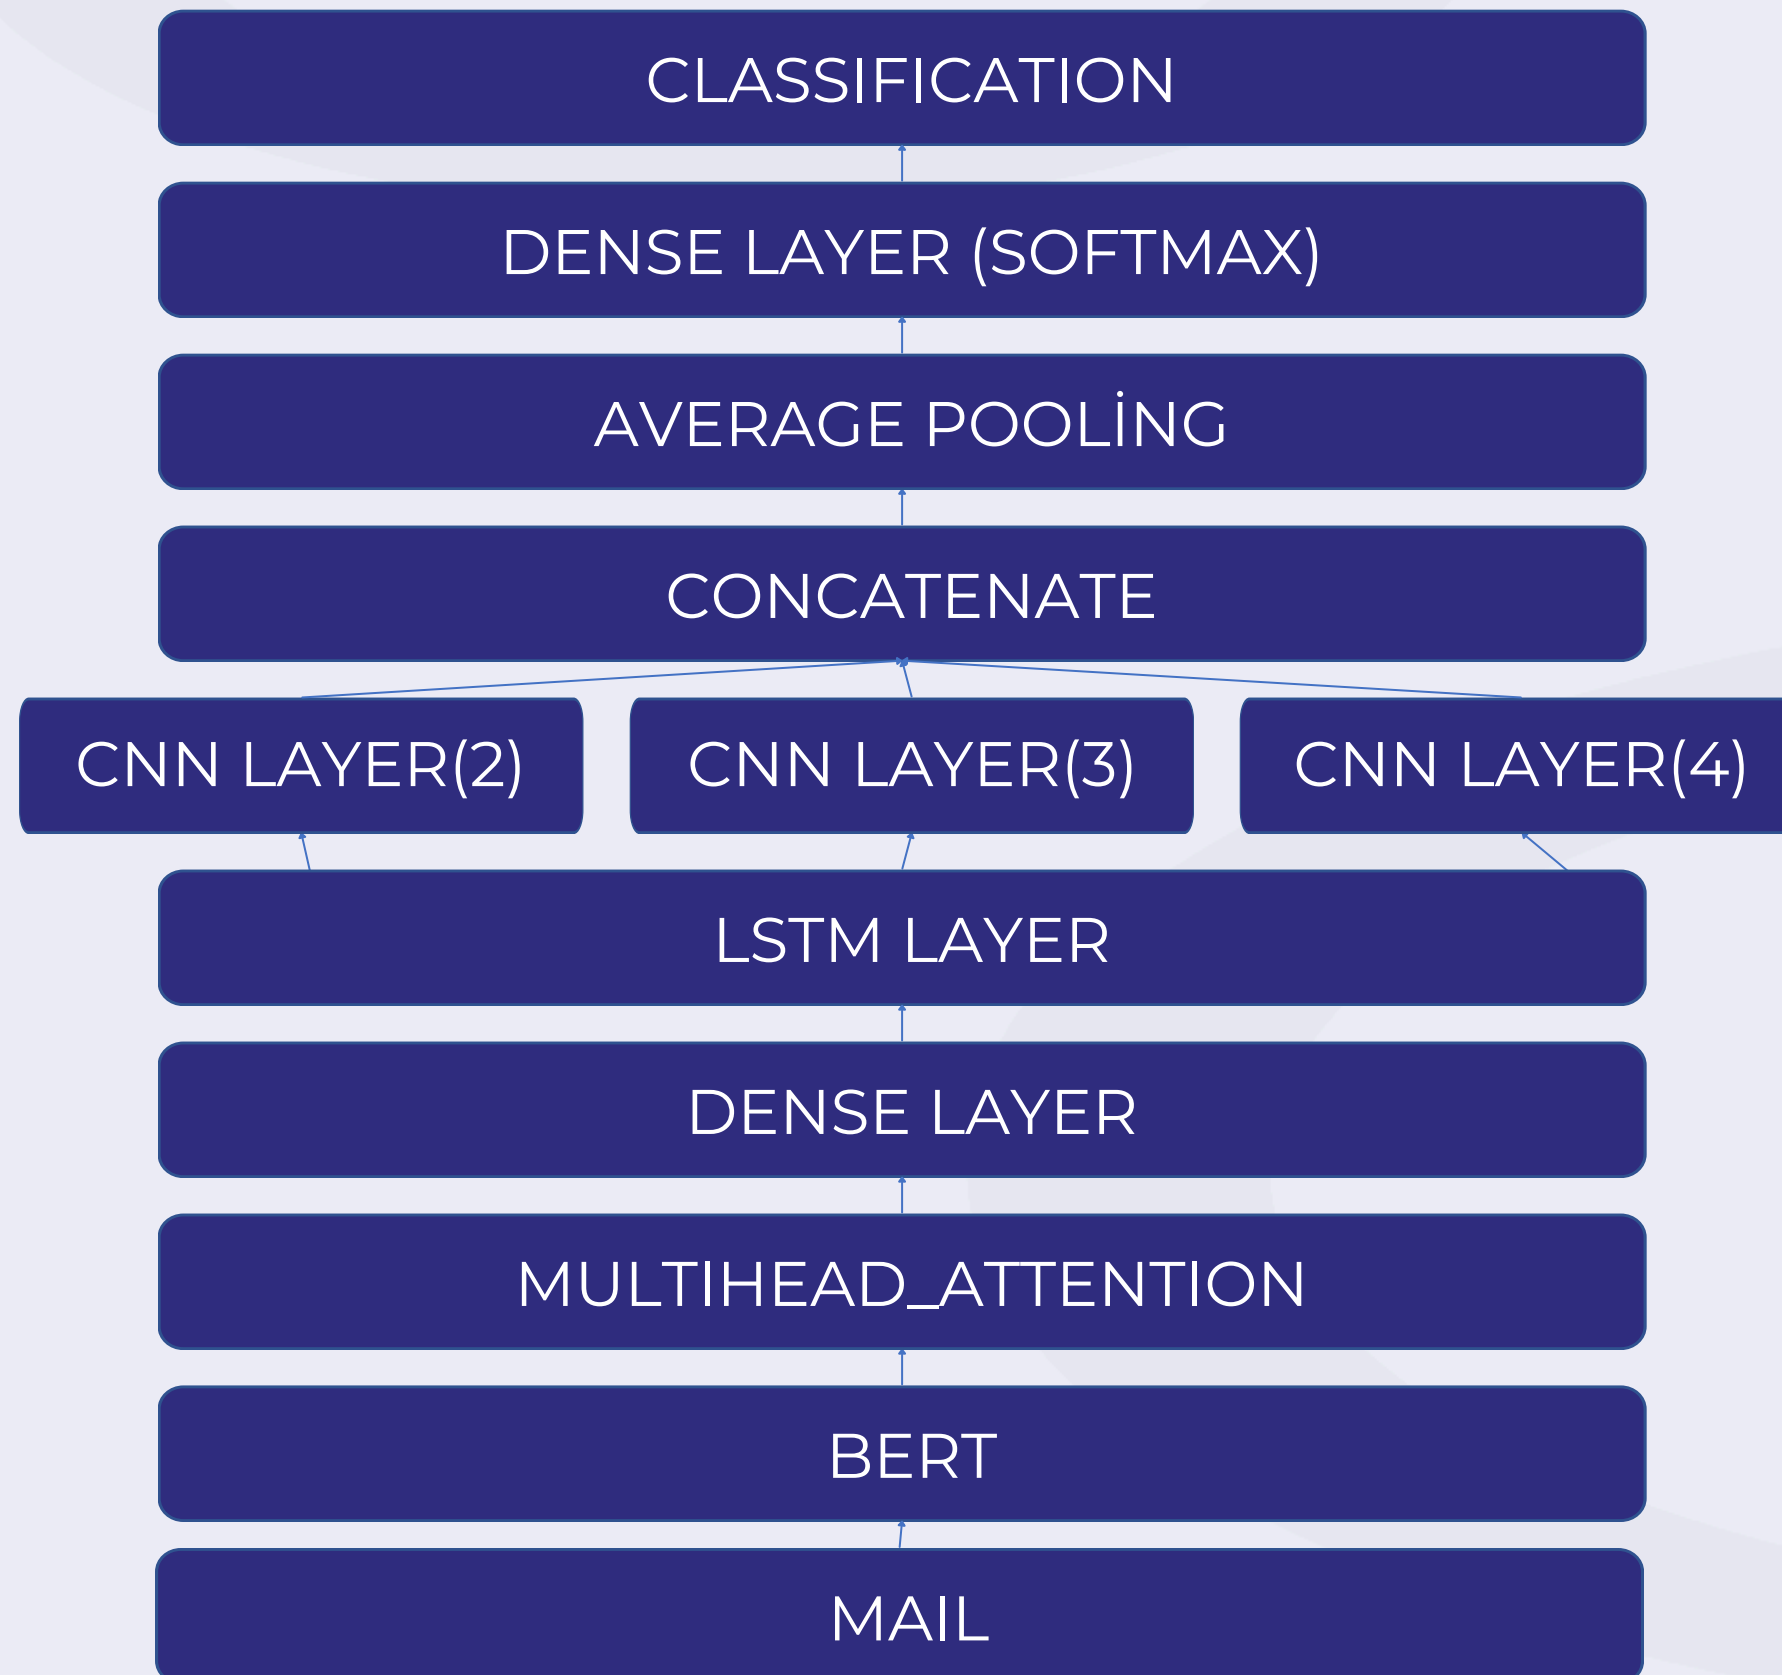 CLASSIFICATION
DENSE LAYER (SOFTMAX)
AVERAGE POOLİNG
CONCATENATE
CNN LAYER(2)
CNN LAYER(3)
CNN LAYER(4)
LSTM LAYER
DENSE LAYER
MULTIHEAD_ATTENTION
BERT
MAIL